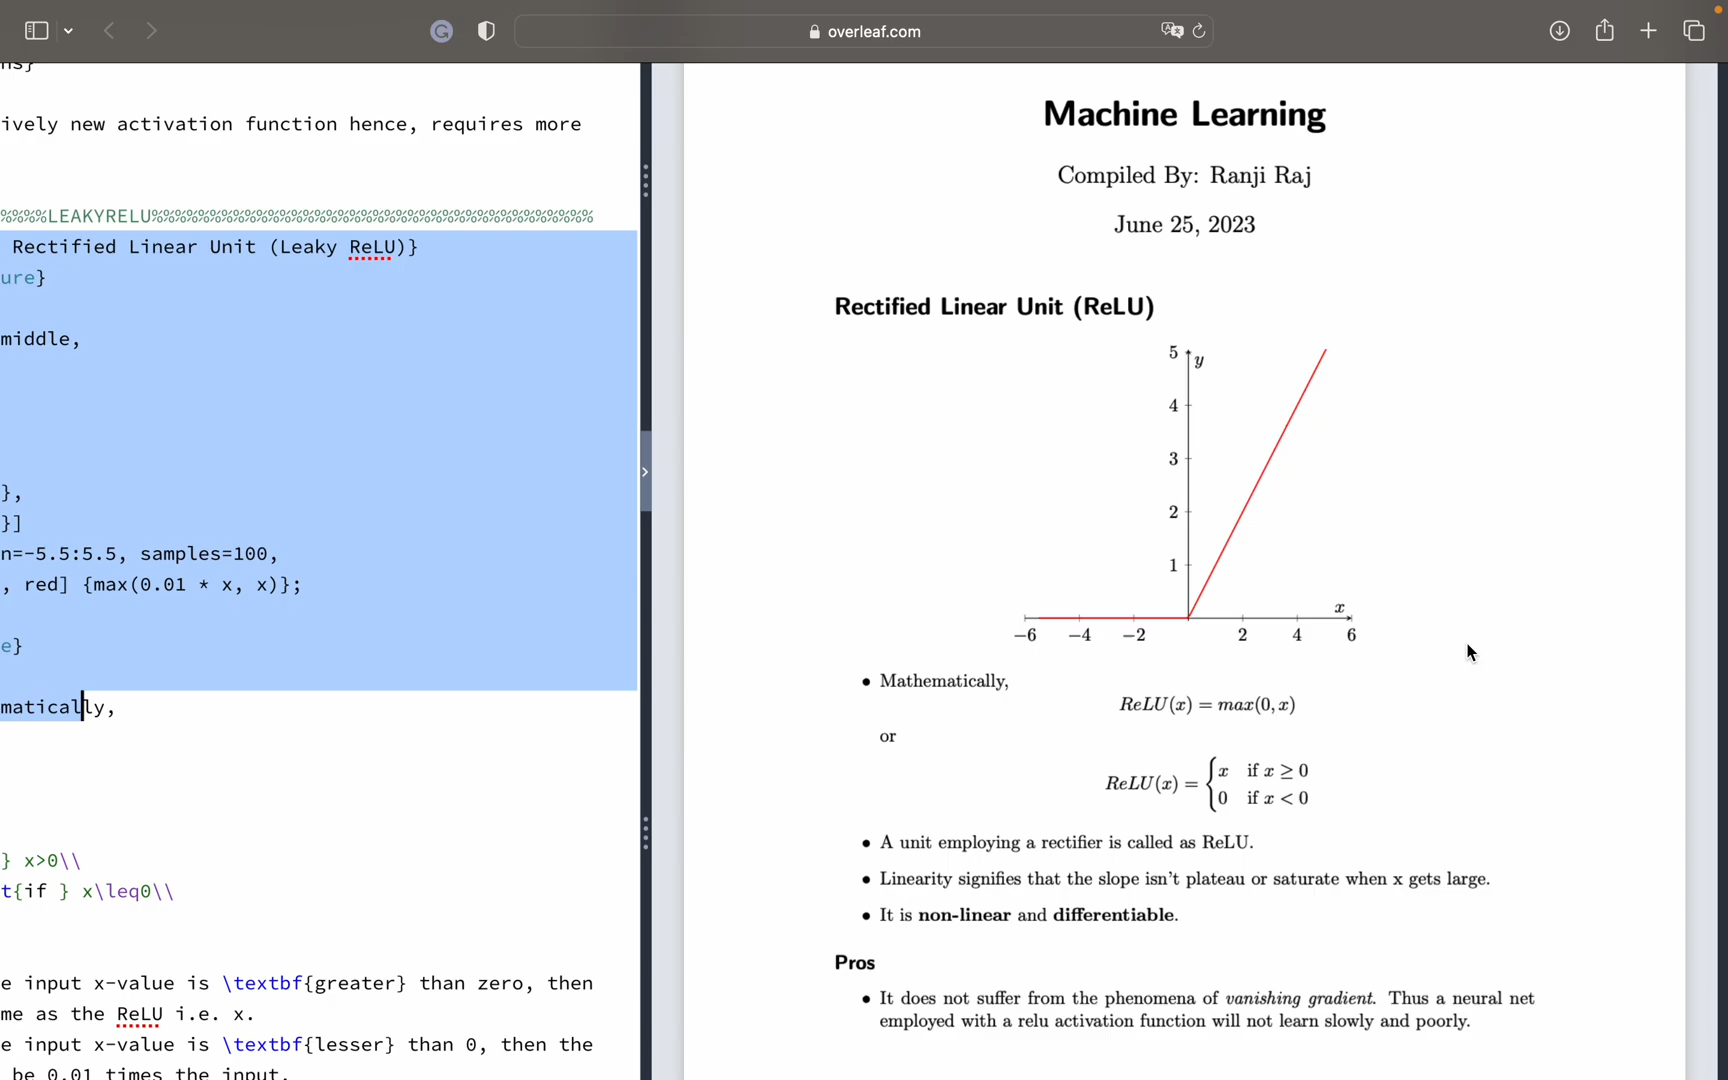 overleaf.com
ns}
ively new activation function hence, requires more
%%%%LEAKYRELU%%%%%%%%%%%%%%%%%%%%%%%%%%%%%%%%%%%%%%
Rectified Linear Unit (Leaky ReLU)}
ure}
middle,
},
}]
n=-5.5:5.5, samples=100,
, red] {max(0.01 * x, x)};
e}
matically,
} x>0\\
t{if } x\leq0\\
e input x-value is \textbf{greater} than zero, then
me as the ReLU i.e. x.
e input x-value is \textbf{lesser} than 0, then the
be 0.01 times the input.
Machine Learning
Compiled By: Ranji Raj
June 25, 2023
Rectified Linear Unit (ReLU)
5
y
4
3
2
1
x
−6 −4 −2 2 4 6
• Mathematically,
ReLU(x) = max(0, x)
or
ReLU(x) = { x if x ≥ 0
0 if x < 0
• A unit employing a rectifier is called as ReLU.
• Linearity signifies that the slope isn't plateau or saturate when x gets large.
• It is non-linear and differentiable.
Pros
• It does not suffer from the phenomena of vanishing gradient. Thus a neural net
employed with a relu activation function will not learn slowly and poorly.